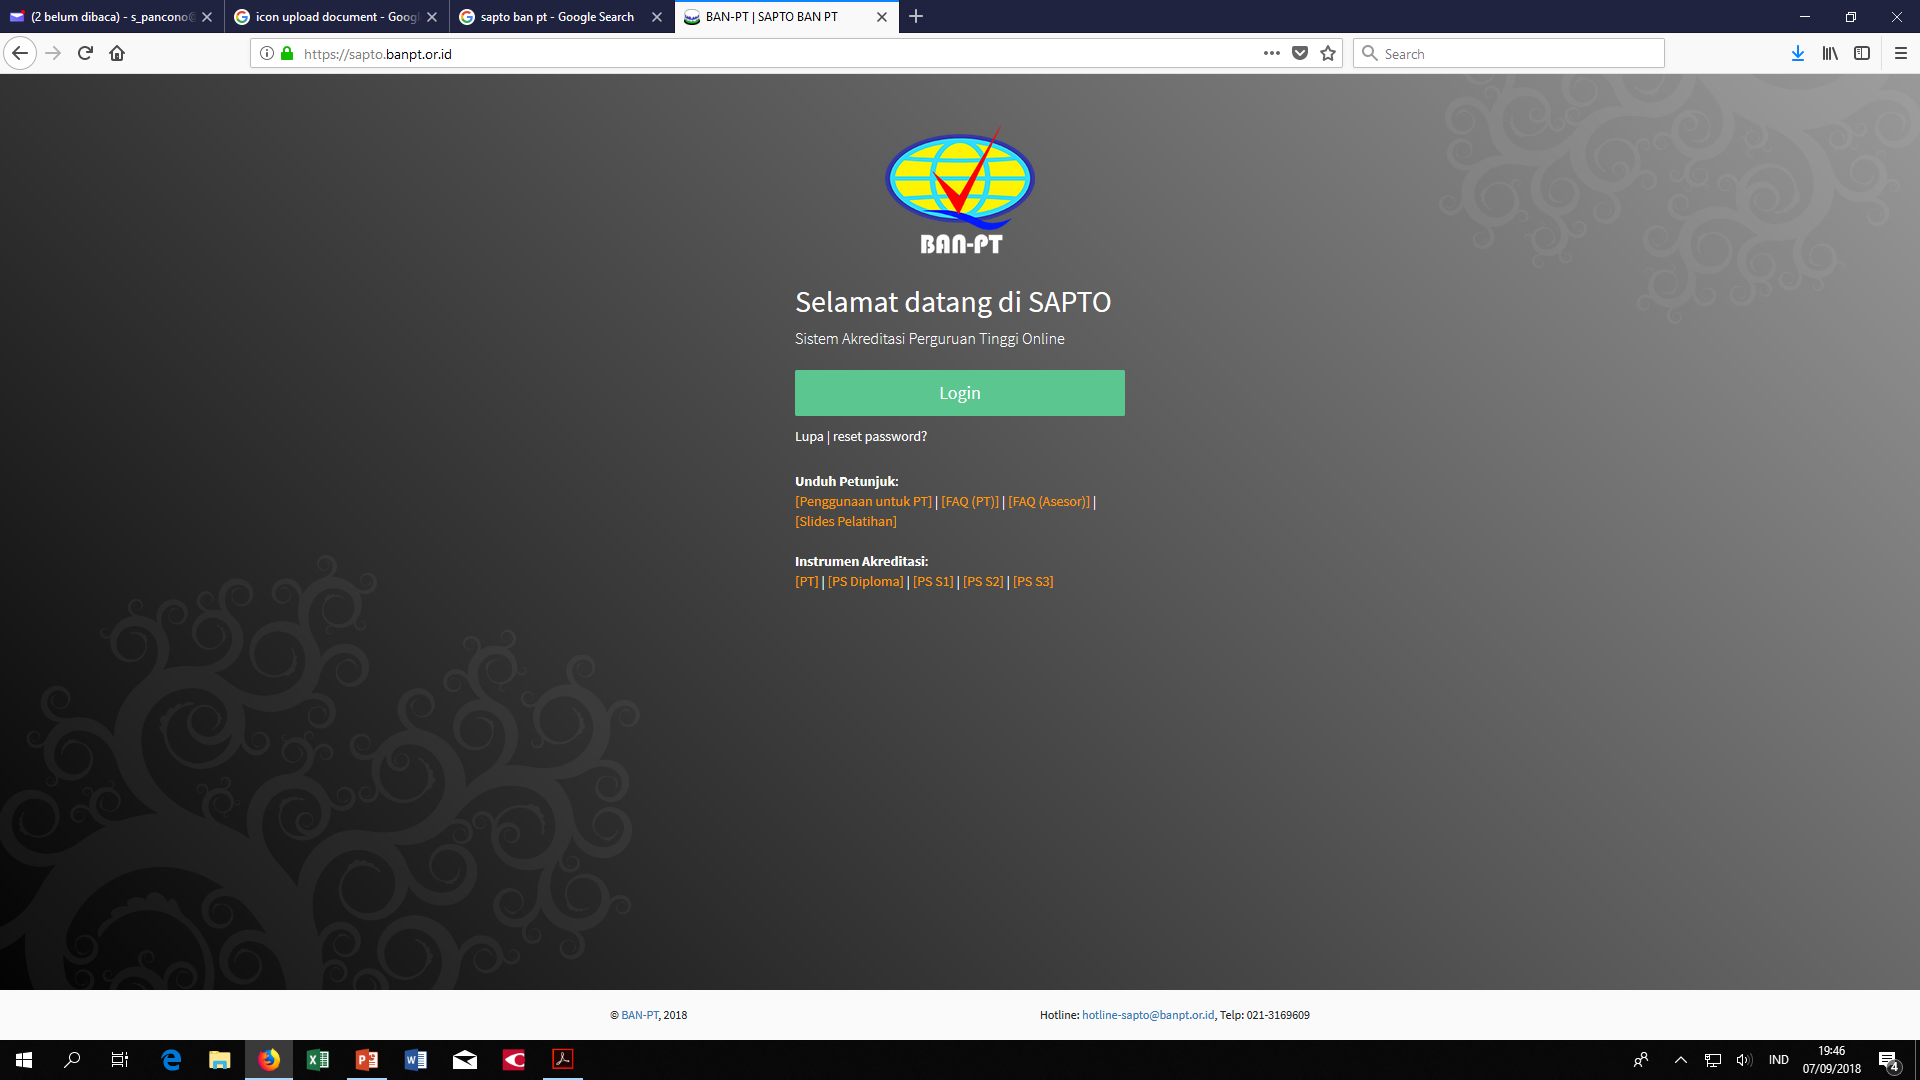 (2 belum dibaca) - s_pancono@
icon upload document - Googl
sapto ban pt - Google Search
BAN-PT | SAPTO BAN PT
https://sapto.banpt.or.id
Search
BAN-PT
Selamat datang di SAPTO
Sistem Akreditasi Perguruan Tinggi Online
Login
Lupa | reset password?
Unduh Petunjuk:
[Penggunaan untuk PT] | [FAQ (PT)] | [FAQ (Asesor)] |
[Slides Pelatihan]
Instrumen Akreditasi:
[PT] | [PS Diploma] | [PS S1] | [PS S2] | [PS S3]
© BAN-PT, 2018
Hotline: hotline-sapto@banpt.or.id, Telp: 021-3169609
IND
19:46
07/09/2018
4